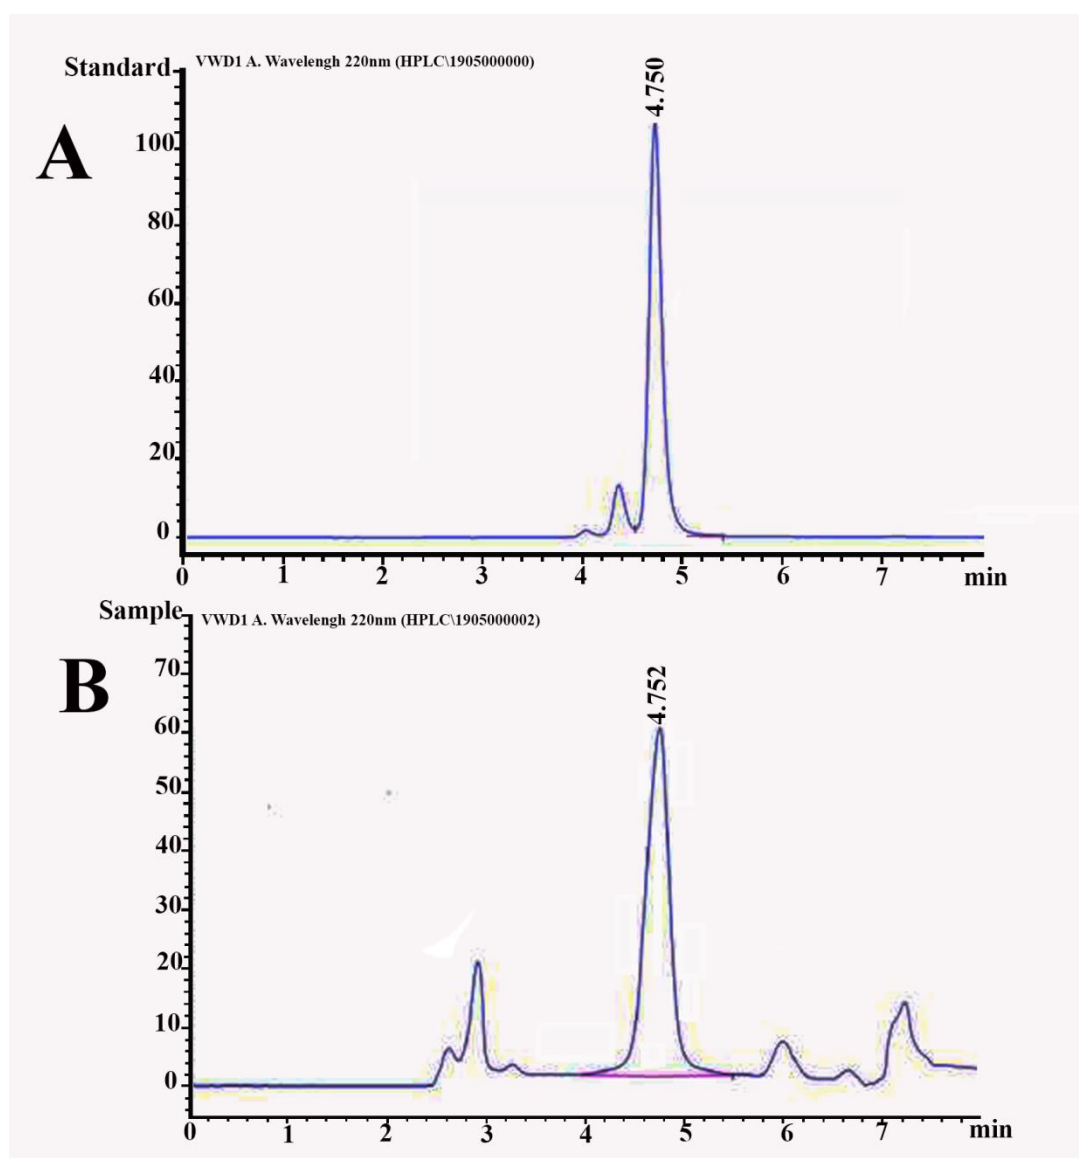 Standard
VWD1 A. Wavelengh 220nm (HPLC\1905000000)
A
4.750
100
80
60
40
20
0
0 1 2 3 4 5 6 7 min
Sample
VWD1 A. Wavelengh 220nm (HPLC\1905000002)
B
4.752
70
60
50
40
30
20
10
0
0 1 2 3 4 5 6 7 min